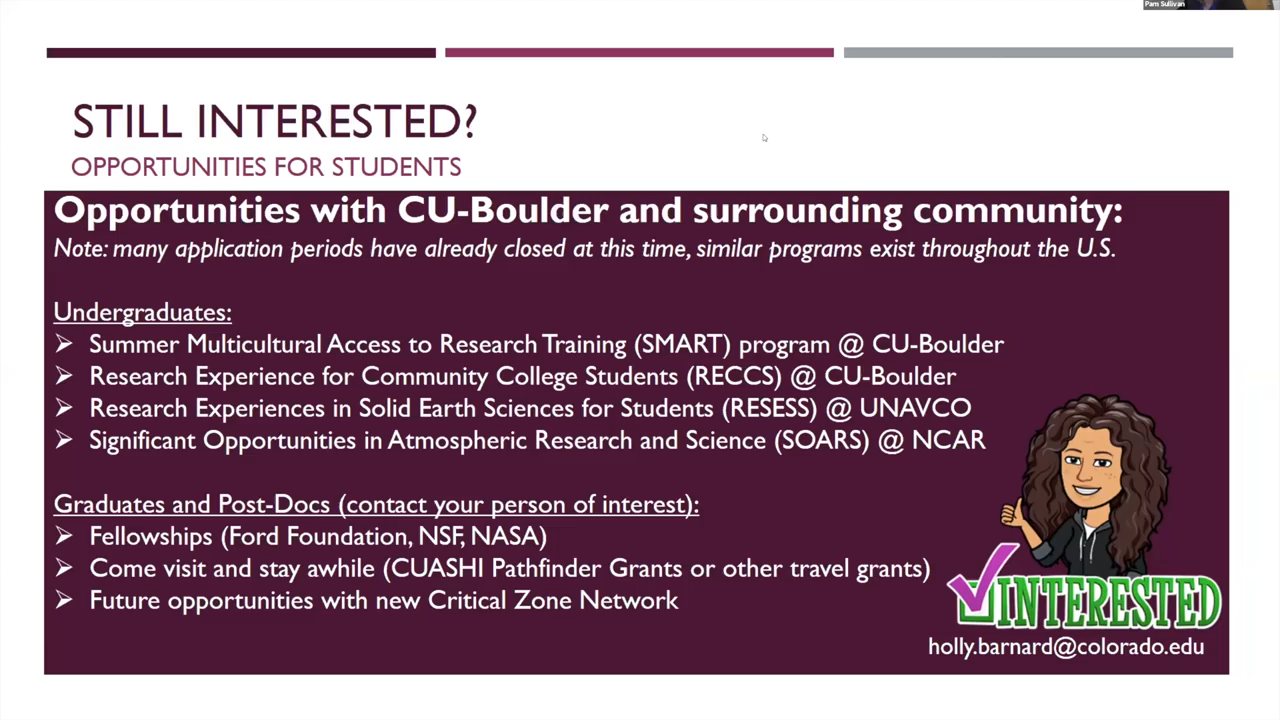 Pam Sullivan
STILL INTERESTED?
OPPORTUNITIES FOR STUDENTS
Opportunities with CU-Boulder and surrounding community:
Note: many application periods have already closed at this time, similar programs exist throughout the U.S.
Undergraduates:
➢ Summer Multicultural Access to Research Training (SMART) program @ CU-Boulder
➢ Research Experience for Community College Students (RECCS) @ CU-Boulder
➢ Research Experiences in Solid Earth Sciences for Students (RESESS) @ UNAVCO
➢ Significant Opportunities in Atmospheric Research and Science (SOARS) @ NCAR
Graduates and Post-Docs (contact your person of interest):
➢ Fellowships (Ford Foundation, NSF, NASA)
➢ Come visit and stay awhile (CUASHI Pathfinder Grants or other travel grants)
➢ Future opportunities with new Critical Zone Network
INTERESTED
holly.barnard@colorado.edu